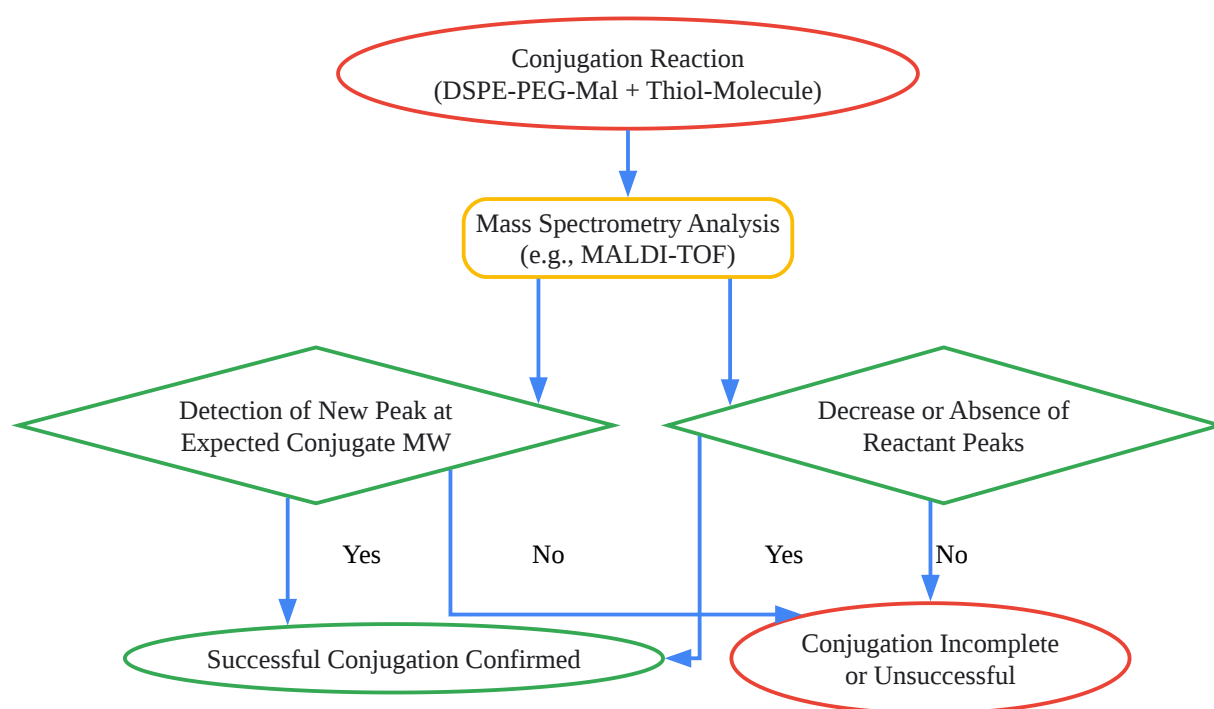 Conjugation Reaction
(DSPE-PEG-Mal + Thiol-Molecule)
Mass Spectrometry Analysis
(e.g., MALDI-TOF)
Detection of New Peak at
Expected Conjugate MW
Decrease or Absence of
Reactant Peaks
Yes
No
Yes
No
Successful Conjugation Confirmed
Conjugation Incomplete
or Unsuccessful